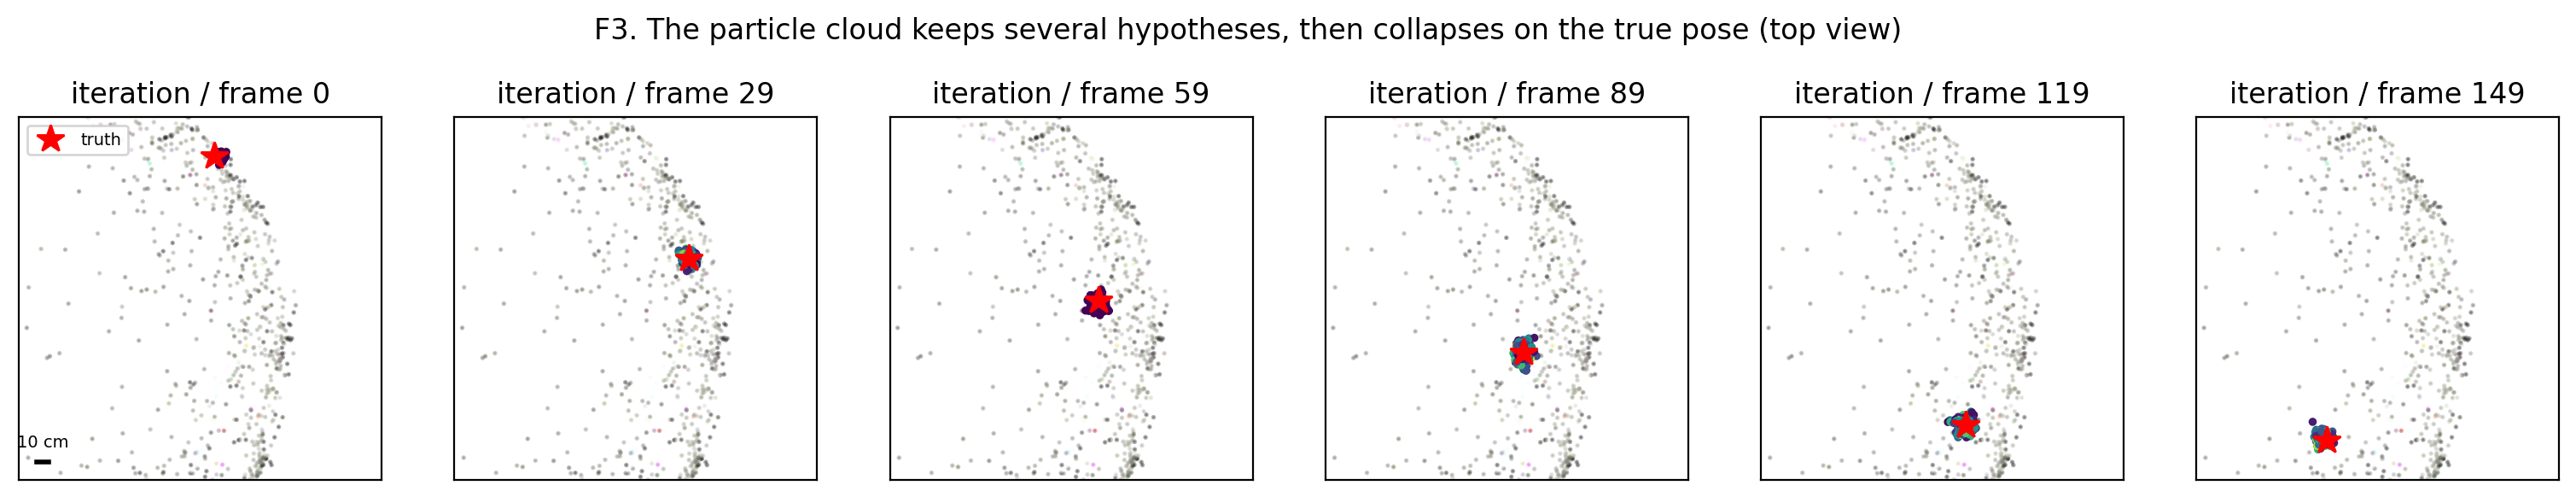 F3. The particle cloud keeps several hypotheses, then collapses on the true pose (top view)
iteration / frame 0
iteration / frame 29
iteration / frame 59
iteration / frame 89
iteration / frame 119
iteration / frame 149
truth
10 cm